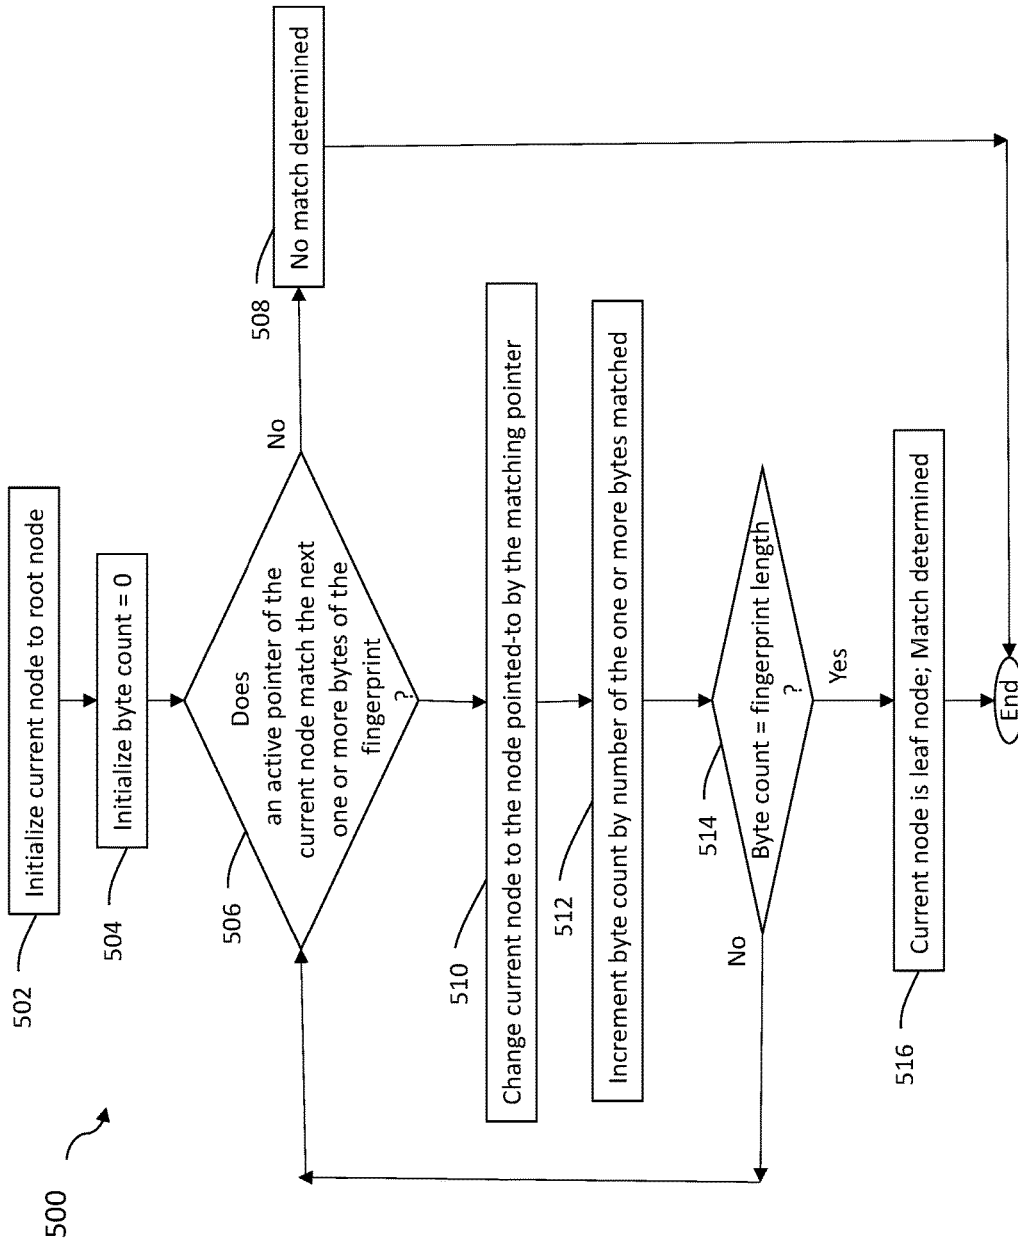 500
502
Initialize current node to root node
504
Initialize byte count = 0
506
Does
an active pointer of the
current node match the next
one or more bytes of the
fingerprint
?
No
508
No match determined
510
Change current node to the node pointed-to by the matching pointer
512
Increment byte count by number of the one or more bytes matched
514
Byte count = fingerprint length
?
No
Yes
516
Current node is leaf node; Match determined
End